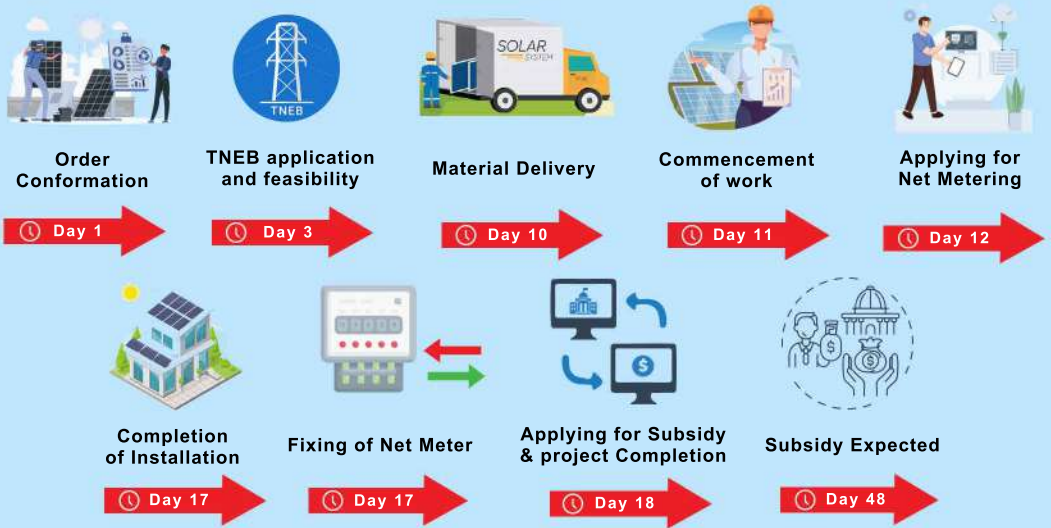 TNEB
SOLAR
SYSTEM
Order
Conformation
TNEB application
and feasibility
Material Delivery
Commencement
of work
Applying for
Net Metering
Day 1
Day 3
Day 10
Day 11
Day 12
Completion
of Installation
Fixing of Net Meter
Applying for Subsidy
& project Completion
Subsidy Expected
Day 17
Day 17
Day 18
Day 48